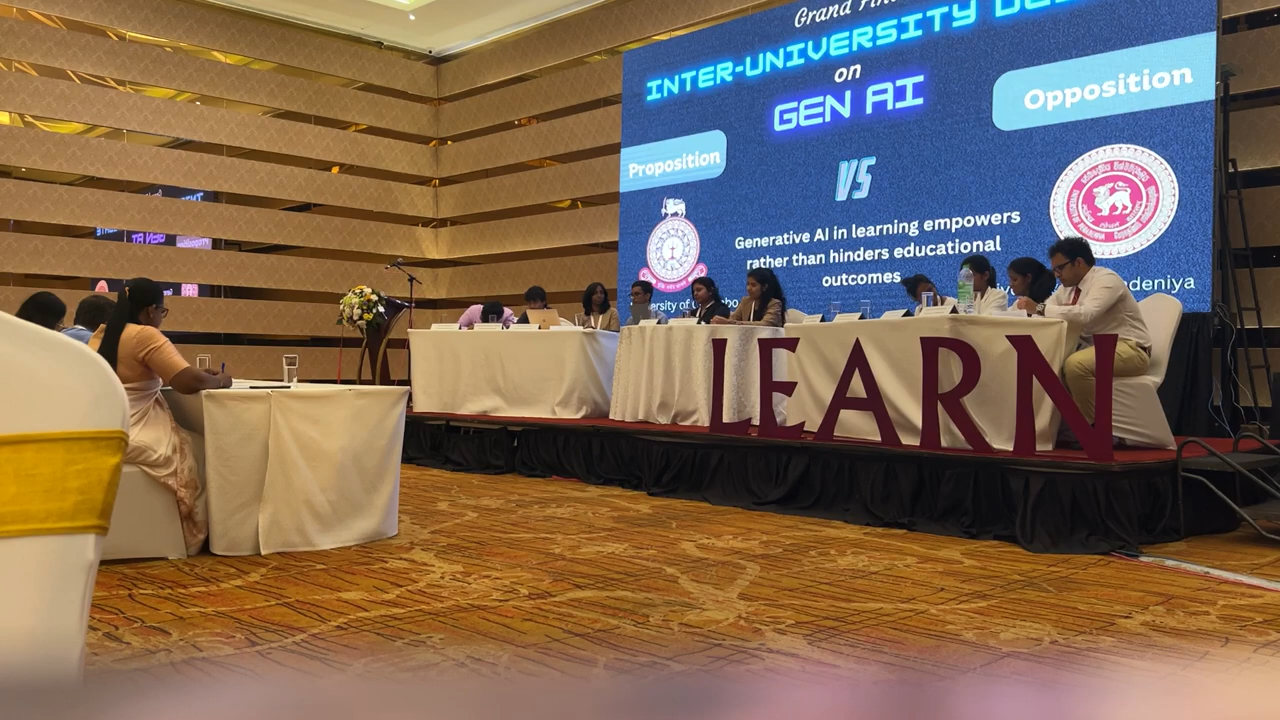 Grand
INTER-UNIVERSITY
on
GEN AI
Proposition
Opposition
VS
Generative AI in learning empowers
rather than hinders educational
outcomes
LEARN